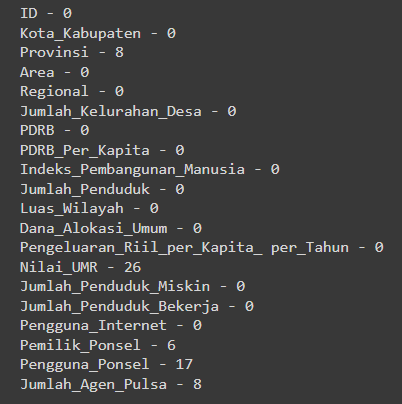 ID - 0
Kota_Kabupaten - 0
Provinsi - 8
Area - 0
Regional - 0
Jumlah_Kelurahan_Desa - 0
PDRB - 0
PDRB_Per_Kapita - 0
Indeks_Pembangunan_Manusia - 0
Jumlah_Penduduk - 0
Luas_Wilayah - 0
Dana_Alokasi_Umum - 0
Pengeluaran_Riil_per_Kapita_ per_Tahun - 0
Nilai_UMR - 26
Jumlah_Penduduk_Miskin - 0
Jumlah_Penduduk_Bekerja - 0
Pengguna_Internet - 0
Pemilik_Ponsel - 6
Pengguna_Ponsel - 17
Jumlah_Agen_Pulsa - 8